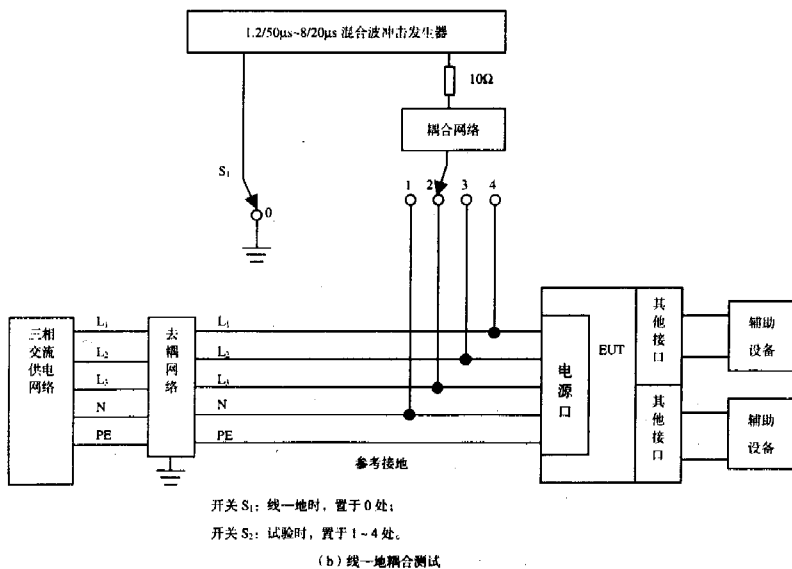 1.2/50μs~8/20μs 混合波冲击发生器
10Ω
耦合网络
S₁
1
2
3
4
0
三相
交流
供电
网络
L₁
L₂
L₃
N
PE
去
耦
网
络
L₁
L₂
L₃
N
PE
参考接地
电
源
口
EUT
其
他
接
口
其
他
接
口
辅助
设备
辅助
设备
开关 S₁：线一地时，置于 0 处；
开关 S₂：试验时，置于 1~4 处。
（b）线一地耦合测试